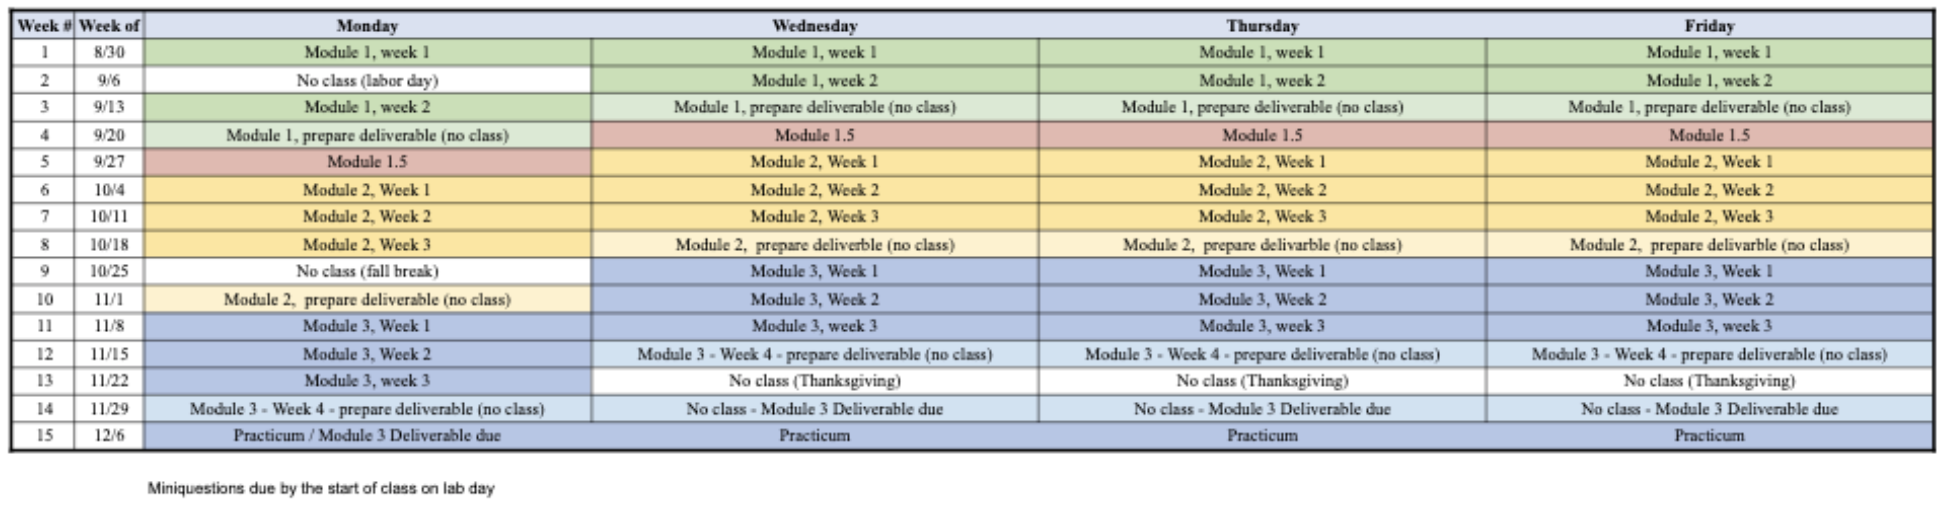 Week # Week of Monday Wednesday Thursday Friday
1 8/30 Module 1, week 1 Module 1, week 1 Module 1, week 1 Module 1, week 1
2 9/6 No class (labor day) Module 1, week 2 Module 1, week 2 Module 1, week 2
3 9/13 Module 1, week 2 Module 1, prepare deliverable (no class) Module 1, prepare deliverable (no class) Module 1, prepare deliverable (no class)
4 9/20 Module 1, prepare deliverable (no class) Module 1.5 Module 1.5 Module 1.5
5 9/27 Module 1.5 Module 2, Week 1 Module 2, Week 1 Module 2, Week 1
6 10/4 Module 2, Week 1 Module 2, Week 2 Module 2, Week 2 Module 2, Week 2
7 10/11 Module 2, Week 2 Module 2, Week 3 Module 2, Week 3 Module 2, Week 3
8 10/18 Module 2, Week 3 Module 2, prepare deliverble (no class) Module 2, prepare delivarble (no class) Module 2, prepare delivarble (no class)
9 10/25 No class (fall break) Module 3, Week 1 Module 3, Week 1 Module 3, Week 1
10 11/1 Module 2, prepare deliverable (no class) Module 3, Week 2 Module 3, Week 2 Module 3, Week 2
11 11/8 Module 3, Week 1 Module 3, week 3 Module 3, week 3 Module 3, week 3
12 11/15 Module 3, Week 2 Module 3 - Week 4 - prepare deliverable (no class) Module 3 - Week 4 - prepare deliverable (no class) Module 3 - Week 4 - prepare deliverable (no class)
13 11/22 Module 3, week 3 No class (Thanksgiving) No class (Thanksgiving) No class (Thanksgiving)
14 11/29 Module 3 - Week 4 - prepare deliverable (no class) No class - Module 3 Deliverable due No class - Module 3 Deliverable due No class - Module 3 Deliverable due
15 12/6 Practicum / Module 3 Deliverable due Practicum Practicum Practicum
Miniquestions due by the start of class on lab day